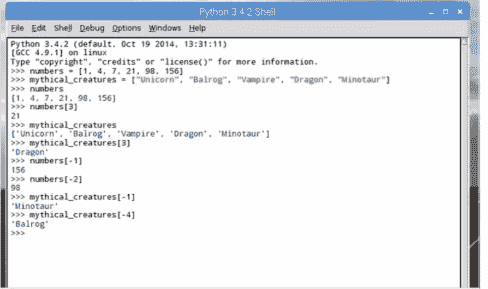 Python 3.4.2 Shell
File Edit Shell Debug Options Windows Help
Python 3.4.2 (default, Oct 19 2014, 13:31:11)
[GCC 4.9.1] on linux
Type "copyright", "credits" or "license()" for more information.
>>> numbers = [1, 4, 7, 21, 98, 156]
>>> mythical_creatures = ["Unicorn", "Balrog", "Vampire", "Dragon", "Minotaur"]
>>> numbers
[1, 4, 7, 21, 98, 156]
>>> numbers[3]
21
>>> mythical_creatures
['Unicorn', 'Balrog', 'Vampire', 'Dragon', 'Minotaur']
>>> mythical_creatures[3]
'Dragon'
>>> numbers[-1]
156
>>> numbers[-2]
98
>>> mythical_creatures[-1]
'Minotaur'
>>> mythical_creatures[-4]
'Balrog'
>>>